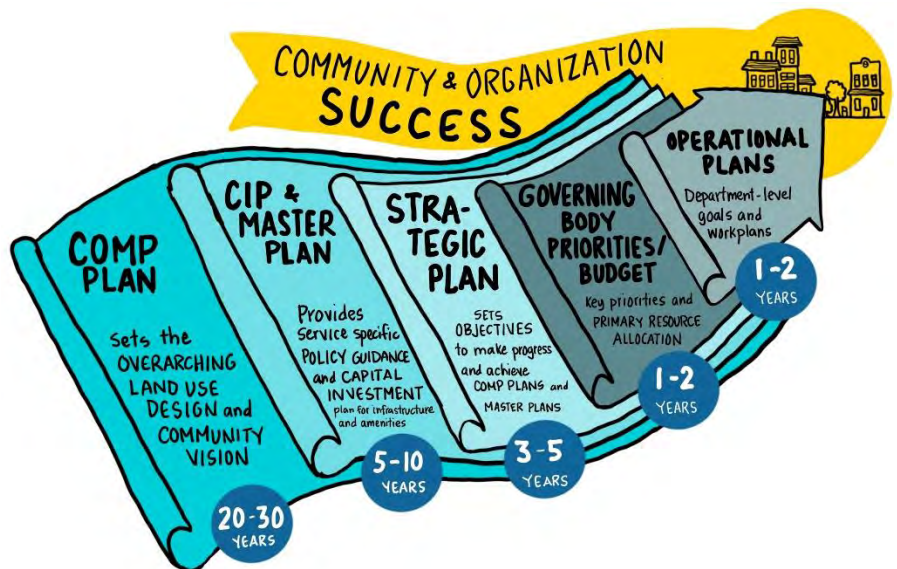 COMMUNITY & ORGANIZATION
SUCCESS
COMP
PLAN
Sets the
OVERARCHING
LAND USE
DESIGN and
COMMUNITY
VISION
20-30
YEARS
CIP &
MASTER
PLAN
Provides
Service specific
POLICY GUIDANCE
and CAPITAL
INVESTMENT
plan for infrastructure
and amenities
5-10
YEARS
STRA-
TEGIC
PLAN
SETS
OBJECTIVES
to make progress
and achieve
COMP PLANS and
MASTER PLANS
3-5
YEARS
GOVERNING
BODY
PRIORITIES/
BUDGET
Key priorities and
PRIMARY RESOURCE
ALLOCATION
1-2
YEARS
OPERATIONAL
PLANS
Department-level
goals and
workplans
1-2
YEARS